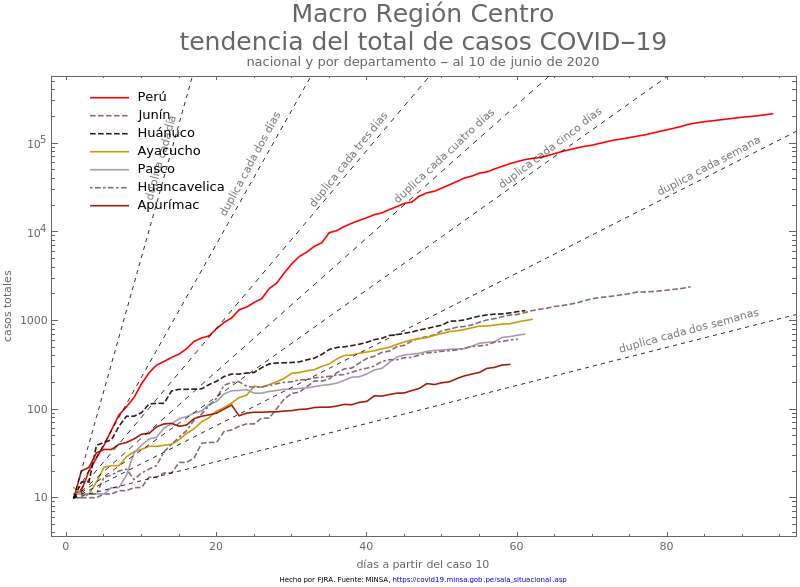 Macro Región Centro
tendencia del total de casos COVID−19
nacional y por departamento − al 10 de junio de 2020
Perú
Junín
Huánuco
Ayacucho
Pasco
Huancavelica
Apurímac
duplica cada día
duplica cada dos días
duplica cada tres días
duplica cada cuatro días
duplica cada cinco días
duplica cada semana
duplica cada dos semanas
casos totales
10^5
10^4
1000
100
10
0 20 40 60 80
días a partir del caso 10
Hecho por FJRA. Fuente: MINSA, https://covid19.minsa.gob.pe/sala_situacional.asp